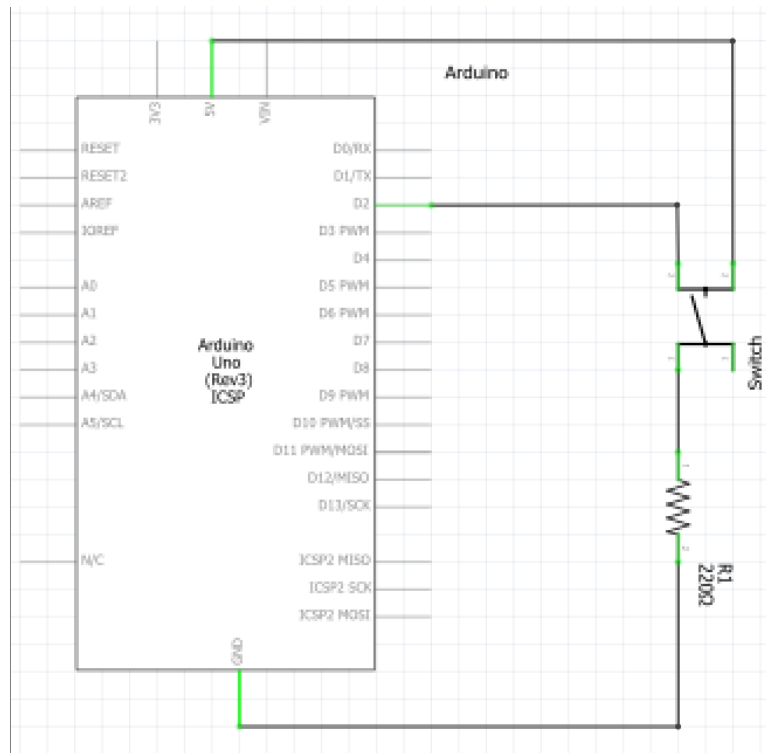 3V3
5V
VIN
Arduino
RESET
RESET2
AREF
IOREF
A0
A1
A2
A3
A4/SDA
A5/SCL
N/C
Arduino
Uno
(Rev3)
ICSP
D0/RX
D1/TX
D2
D3 PWM
D4
D5 PWM
D6 PWM
D7
D8
D9 PWM
D10 PWM/SS
D11 PWM/MOSI
D12/MISO
D13/SCK
ICSP2 MISO
ICSP2 SCK
ICSP2 MOSI
GND
Switch
R1
220Ω